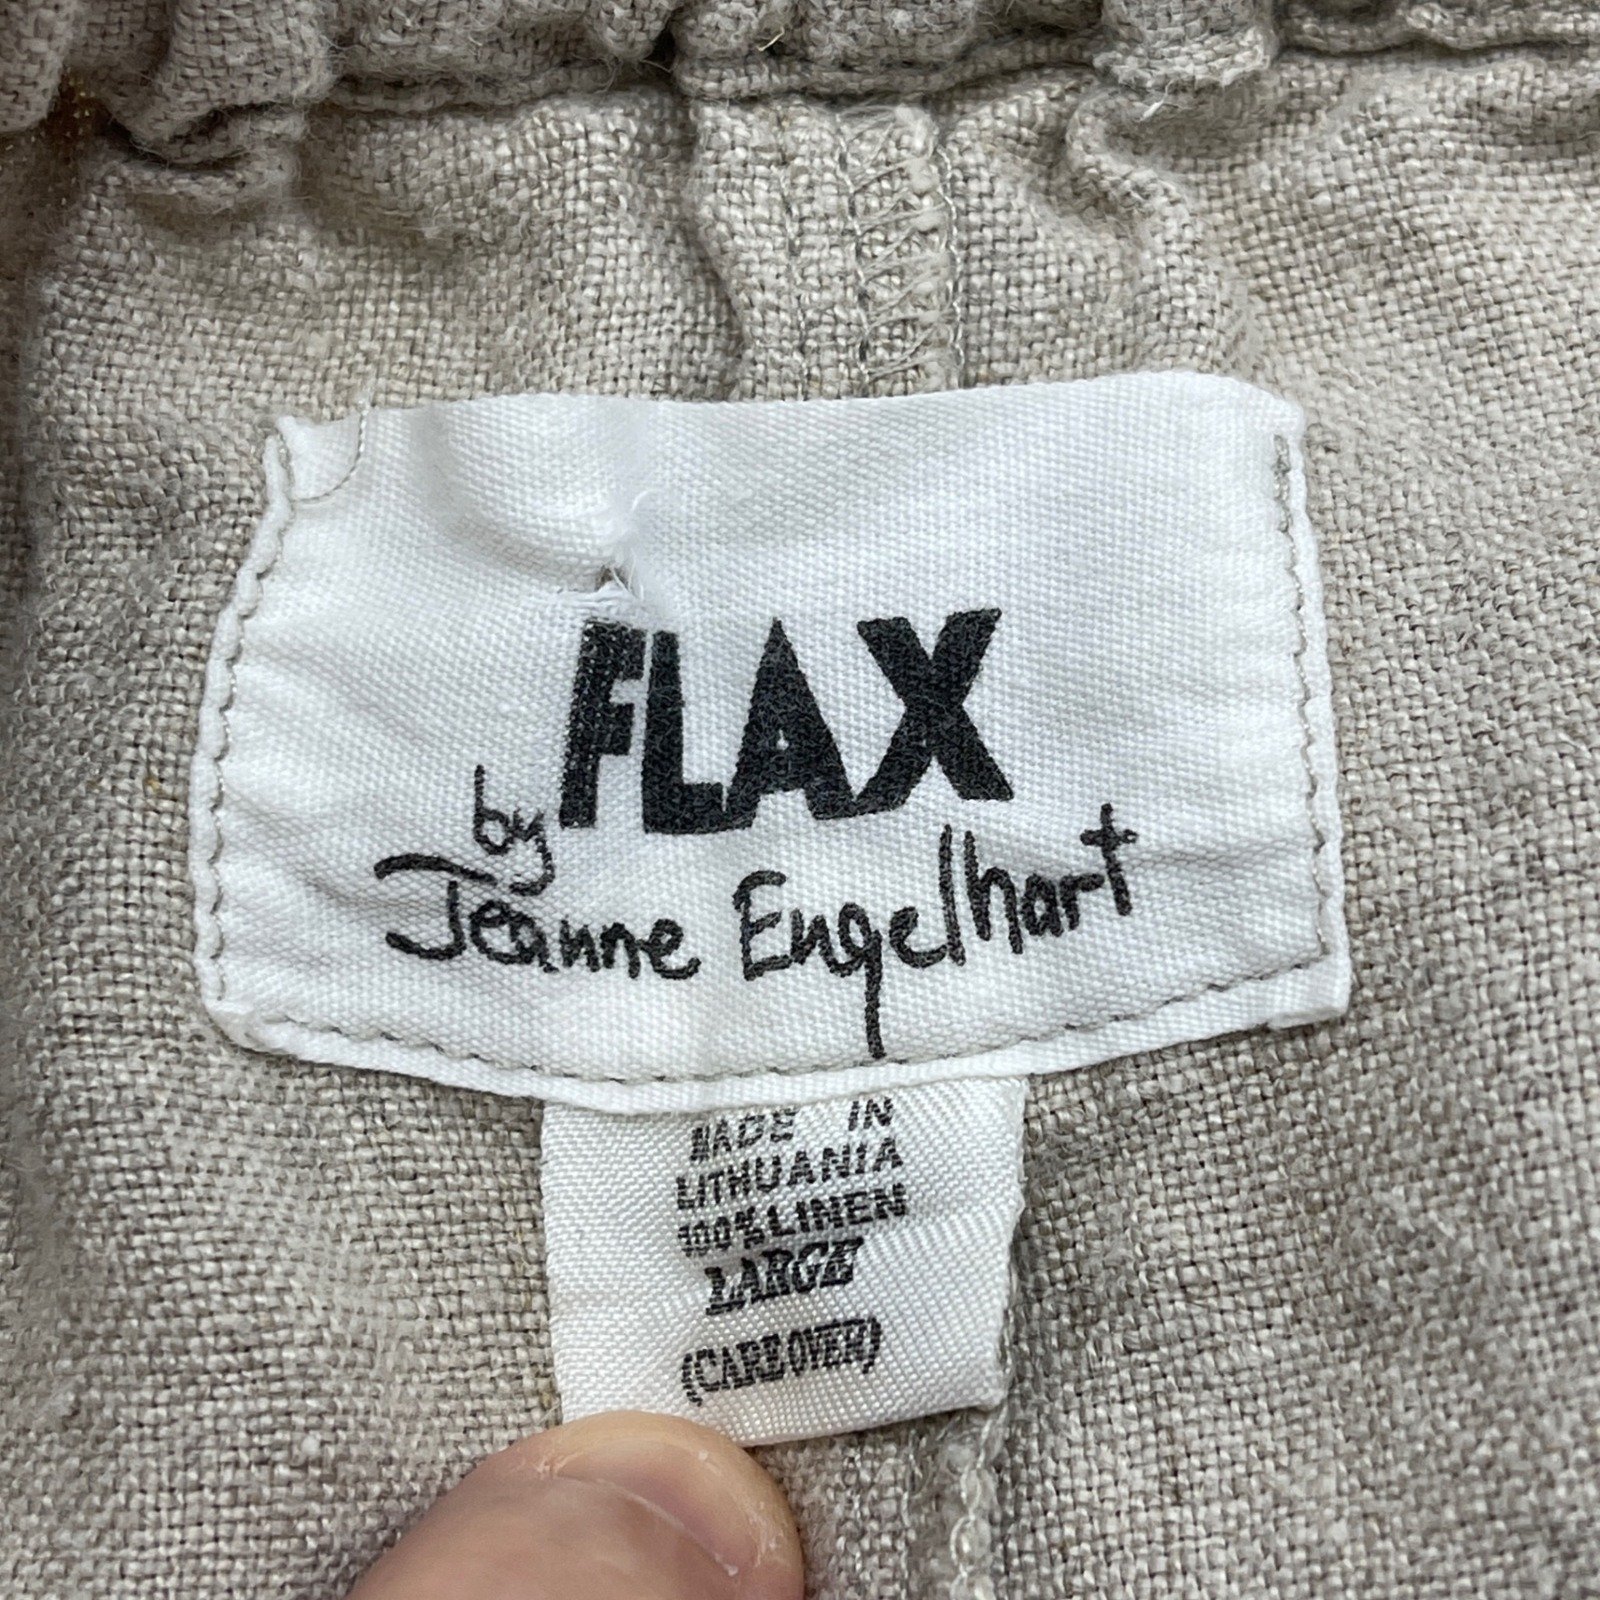 FLAX
by
Jeanne Engelhart
MADE IN
LITHUANIA
100% LINEN
LARGE
(CARE OVER)